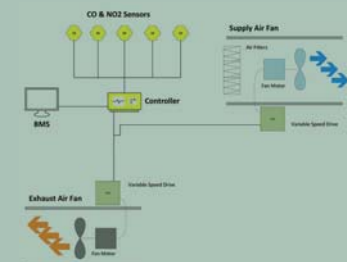 CO & NO2 Sensors
Supply Air Fan
Air Filters
Fan Motor
Controller
BMS
Variable Speed Drive
Variable Speed Drive
Exhaust Air Fan
Fan Motor